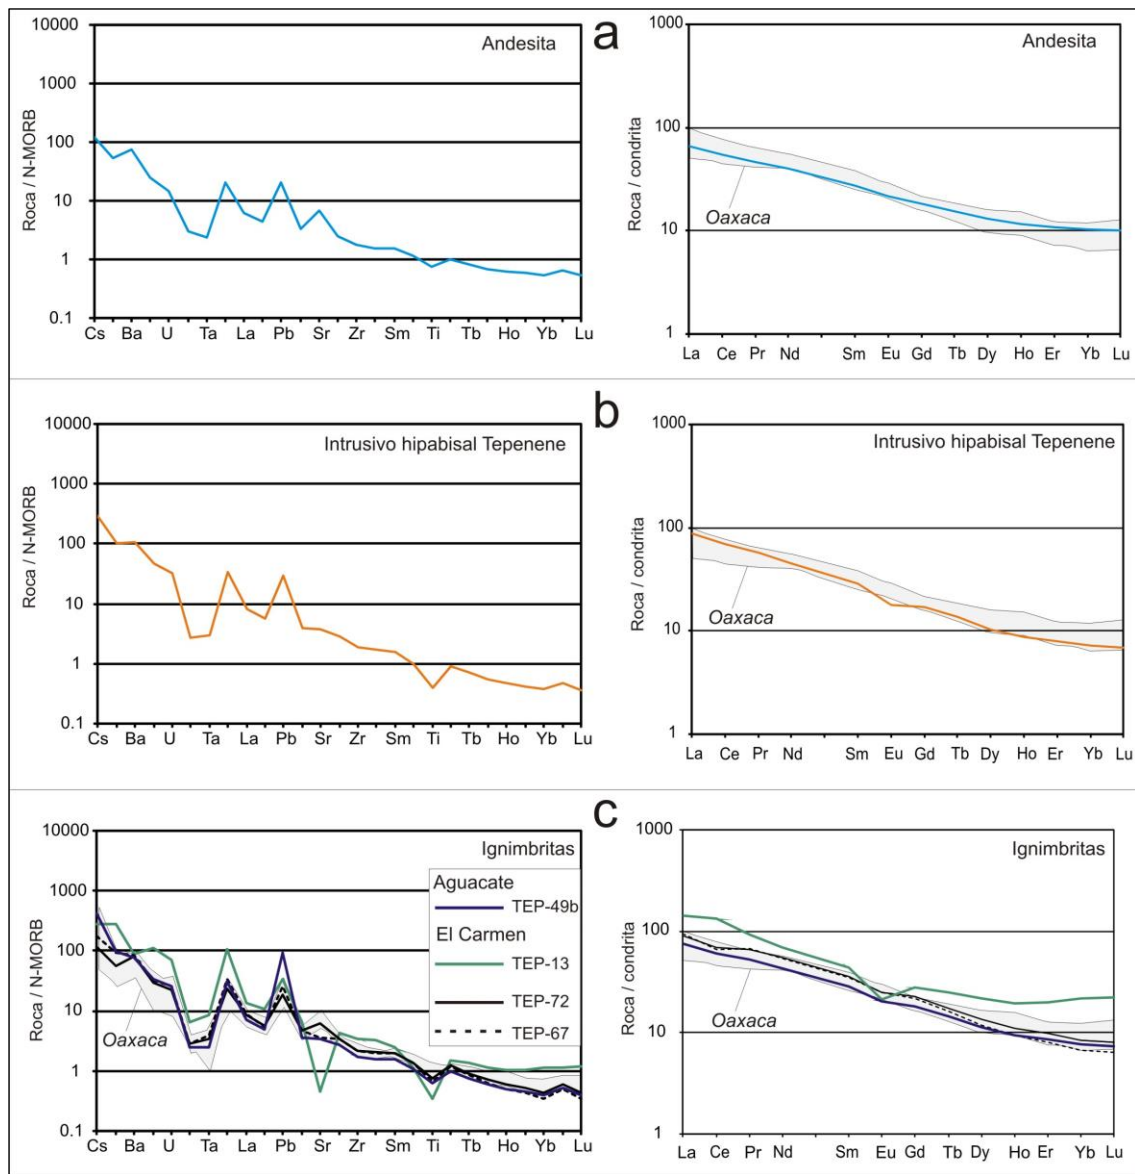 a
Andesita
Roca / N-MORB
10000
1000
100
10
1
0.1
Cs Ba U Ta La Pb Sr Zr Sm Ti Tb Ho Yb Lu
Andesita
Roca / condrita
1000
100
10
1
Oaxaca
La Ce Pr Nd Sm Eu Gd Tb Dy Ho Er Yb Lu
b
Intrusivo hipabisal Tepenene
Roca / N-MORB
10000
1000
100
10
1
0.1
Cs Ba U Ta La Pb Sr Zr Sm Ti Tb Ho Yb Lu
Intrusivo hipabisal Tepenene
Roca / condrita
1000
100
10
1
Oaxaca
La Ce Pr Nd Sm Eu Gd Tb Dy Ho Er Yb Lu
c
Ignimbritas
Roca / N-MORB
10000
1000
100
10
1
0.1
Aguacate
TEP-49b
El Carmen
TEP-13
TEP-72
TEP-67
Oaxaca
Cs Ba U Ta La Pb Sr Zr Sm Ti Tb Ho Yb Lu
Ignimbritas
Roca / condrita
1000
100
10
1
Oaxaca
La Ce Pr Nd Sm Eu Gd Tb Dy Ho Er Yb Lu